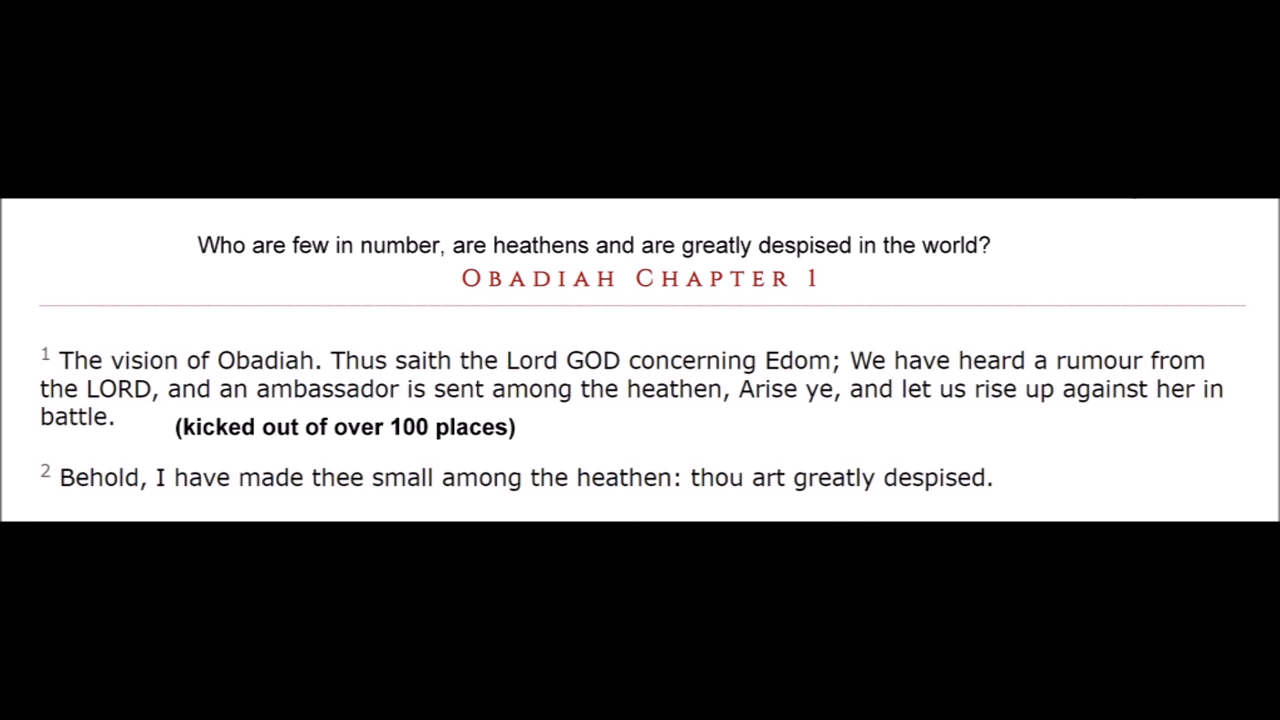 Who are few in number, are heathens and are greatly despised in the world?
OBADIAH CHAPTER 1
1 The vision of Obadiah. Thus saith the Lord GOD concerning Edom; We have heard a rumour from
the LORD, and an ambassador is sent among the heathen, Arise ye, and let us rise up against her in
battle.
(kicked out of over 100 places)
2 Behold, I have made thee small among the heathen: thou art greatly despised.